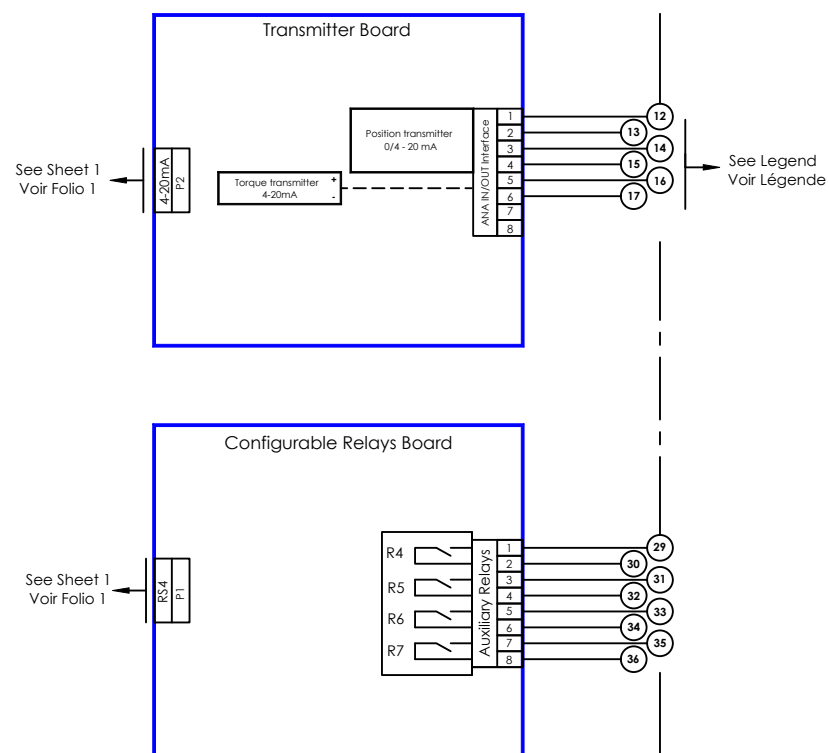 Transmitter Board
See Sheet 1
Voir Folio 1
4-20mA
P2
Position transmitter
0/4 - 20 mA
Torque transmitter
4-20mA
+
-
ANA IN/OUT Interface
1
2
3
4
5
6
7
8
12
13
14
15
16
17
See Legend
Voir Légende
Configurable Relays Board
See Sheet 1
Voir Folio 1
RS4
P1
R4
R5
R6
R7
Auxiliary Relays
1
2
3
4
5
6
7
8
29
30
31
32
33
34
35
36